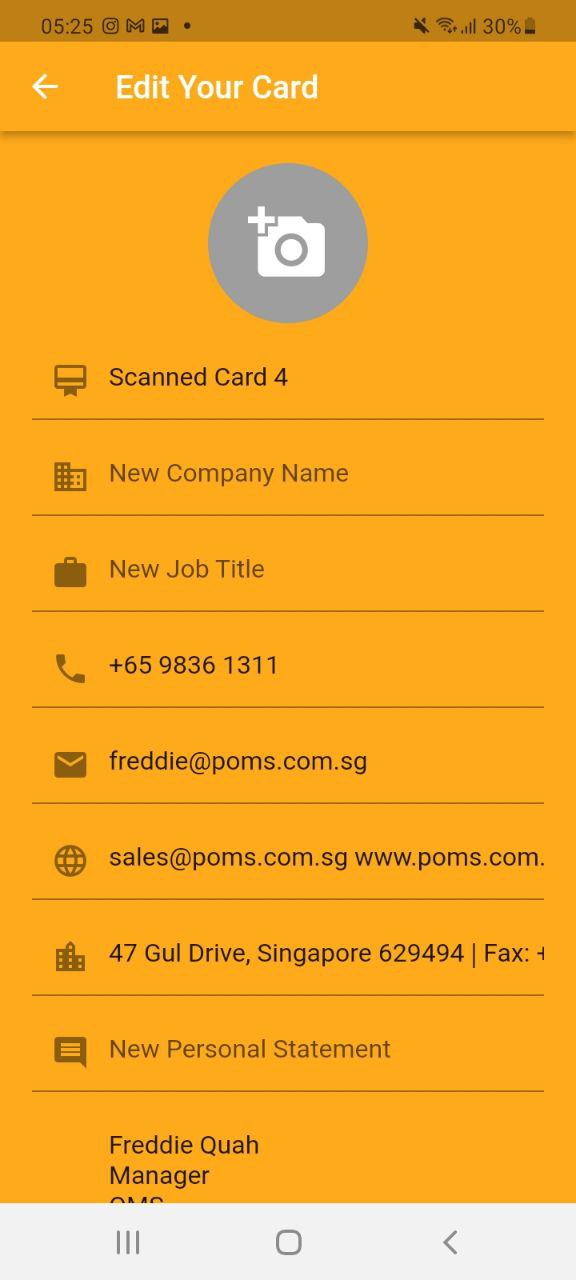 05:25 30%
Edit Your Card
Scanned Card 4
New Company Name
New Job Title
+65 9836 1311
freddie@poms.com.sg
sales@poms.com.sg www.poms.com.
47 Gul Drive, Singapore 629494 | Fax: +
New Personal Statement
Freddie Quah
Manager